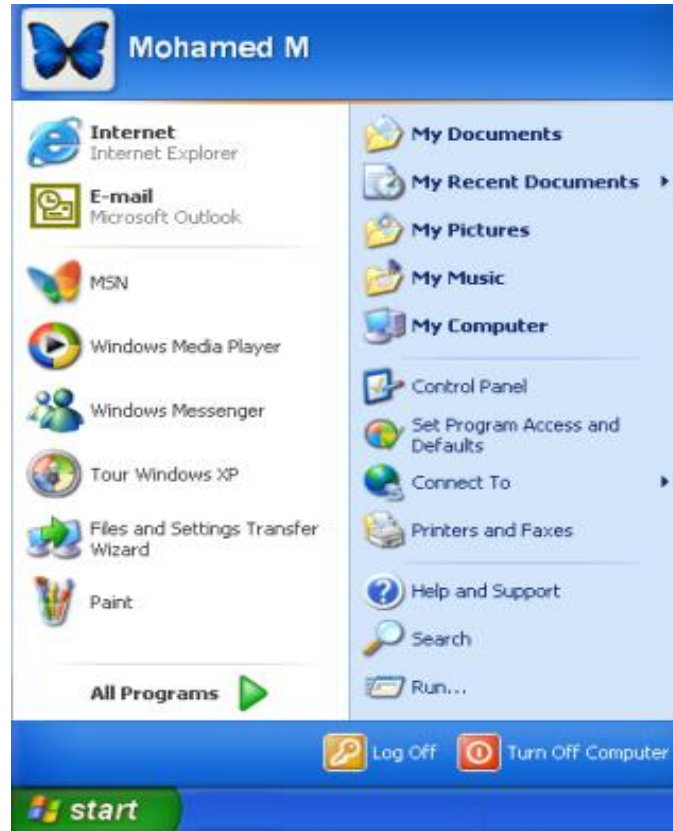 Mohamed M
Internet
Internet Explorer
E-mail
Microsoft Outlook
MSN
Windows Media Player
Windows Messenger
Tour Windows XP
Files and Settings Transfer
Wizard
Paint
All Programs
My Documents
My Recent Documents
My Pictures
My Music
My Computer
Control Panel
Set Program Access and
Defaults
Connect To
Printers and Faxes
Help and Support
Search
Run...
Log Off
Turn Off Computer
start